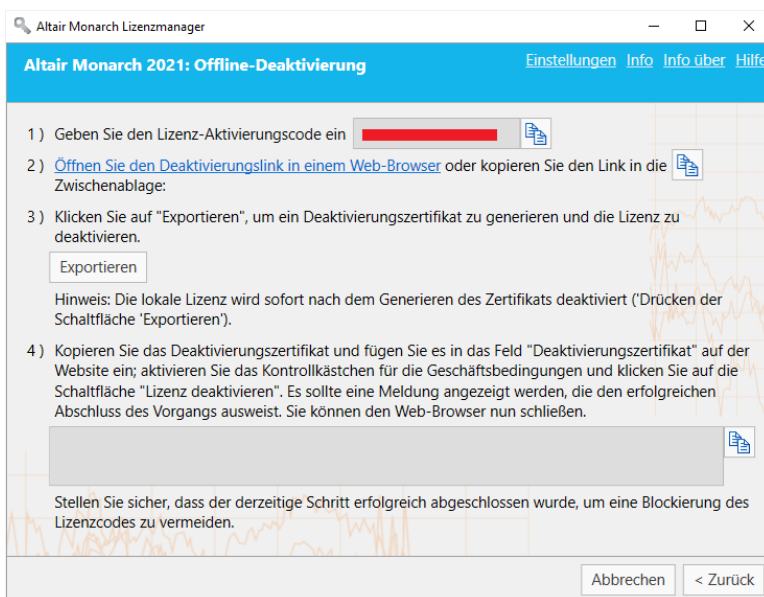 Altair Monarch Lizenzmanager
Altair Monarch 2021: Offline-Deaktivierung
Einstellungen Info Info über Hilfe
1 ) Geben Sie den Lizenz-Aktivierungscode ein
2 ) Öffnen Sie den Deaktivierungslink in einem Web-Browser oder kopieren Sie den Link in die
Zwischenablage:
3 ) Klicken Sie auf "Exportieren", um ein Deaktivierungszertifikat zu generieren und die Lizenz zu
deaktivieren.
Exportieren
Hinweis: Die lokale Lizenz wird sofort nach dem Generieren des Zertifikats deaktiviert ('Drücken der
Schaltfläche 'Exportieren').
4 ) Kopieren Sie das Deaktivierungszertifikat und fügen Sie es in das Feld "Deaktivierungszertifikat" auf der
Website ein; aktivieren Sie das Kontrollkästchen für die Geschäftsbedingungen und klicken Sie auf die
Schaltfläche "Lizenz deaktivieren". Es sollte eine Meldung angezeigt werden, die den erfolgreichen
Abschluss des Vorgangs ausweist. Sie können den Web-Browser nun schließen.
Stellen Sie sicher, dass der derzeitige Schritt erfolgreich abgeschlossen wurde, um eine Blockierung des
Lizenzcodes zu vermeiden.
Abbrechen < Zurück